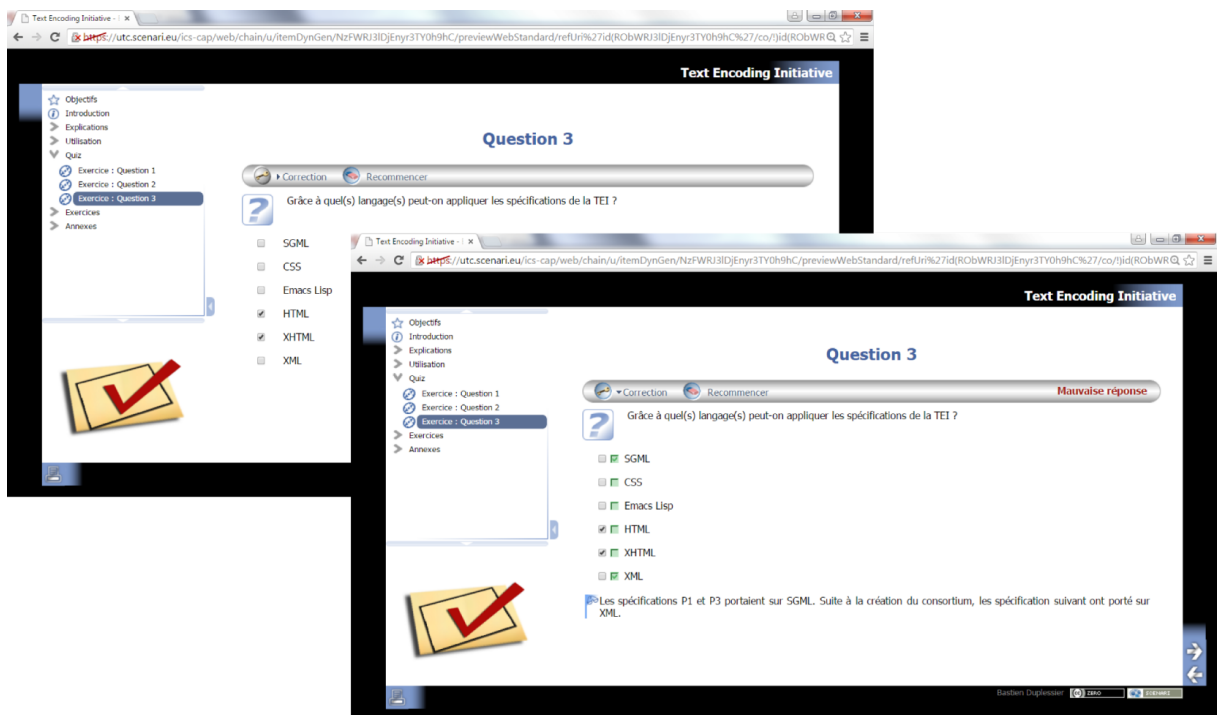 Text Encoding Initiative -
https://utc.scenari.eu/ics-cap/web/chain/u/itemDynGen/NzFWRJ3lDjEnyr3TY0h9hC/previewWebStandard/refUri%27id(RObWRJ3lDjEnyr3TY0h9hC%27/co/!)id(RObWR
Text Encoding Initiative
Objectifs
Introduction
Explications
Utilisation
Quiz
Exercice : Question 1
Exercice : Question 2
Exercice : Question 3
Exercices
Annexes
Question 3
Correction Recommencer
Grâce à quel(s) langage(s) peut-on appliquer les spécifications de la TEI ?
SGML
CSS
Emacs Lisp
HTML
XHTML
XML
Text Encoding Initiative -
https://utc.scenari.eu/ics-cap/web/chain/u/itemDynGen/NzFWRJ3lDjEnyr3TY0h9hC/previewWebStandard/refUri%27id(RObWRJ3lDjEnyr3TY0h9hC%27/co/!)id(RObWR
Text Encoding Initiative
Objectifs
Introduction
Explications
Utilisation
Quiz
Exercice : Question 1
Exercice : Question 2
Exercice : Question 3
Exercices
Annexes
Question 3
Correction Recommencer Mauvaise réponse
Grâce à quel(s) langage(s) peut-on appliquer les spécifications de la TEI ?
SGML
CSS
Emacs Lisp
HTML
XHTML
XML
Les spécifications P1 et P3 portaient sur SGML. Suite à la création du consortium, les spécification suivant ont porté sur
XML.
Bastien Duplessier ZERO SCENARI